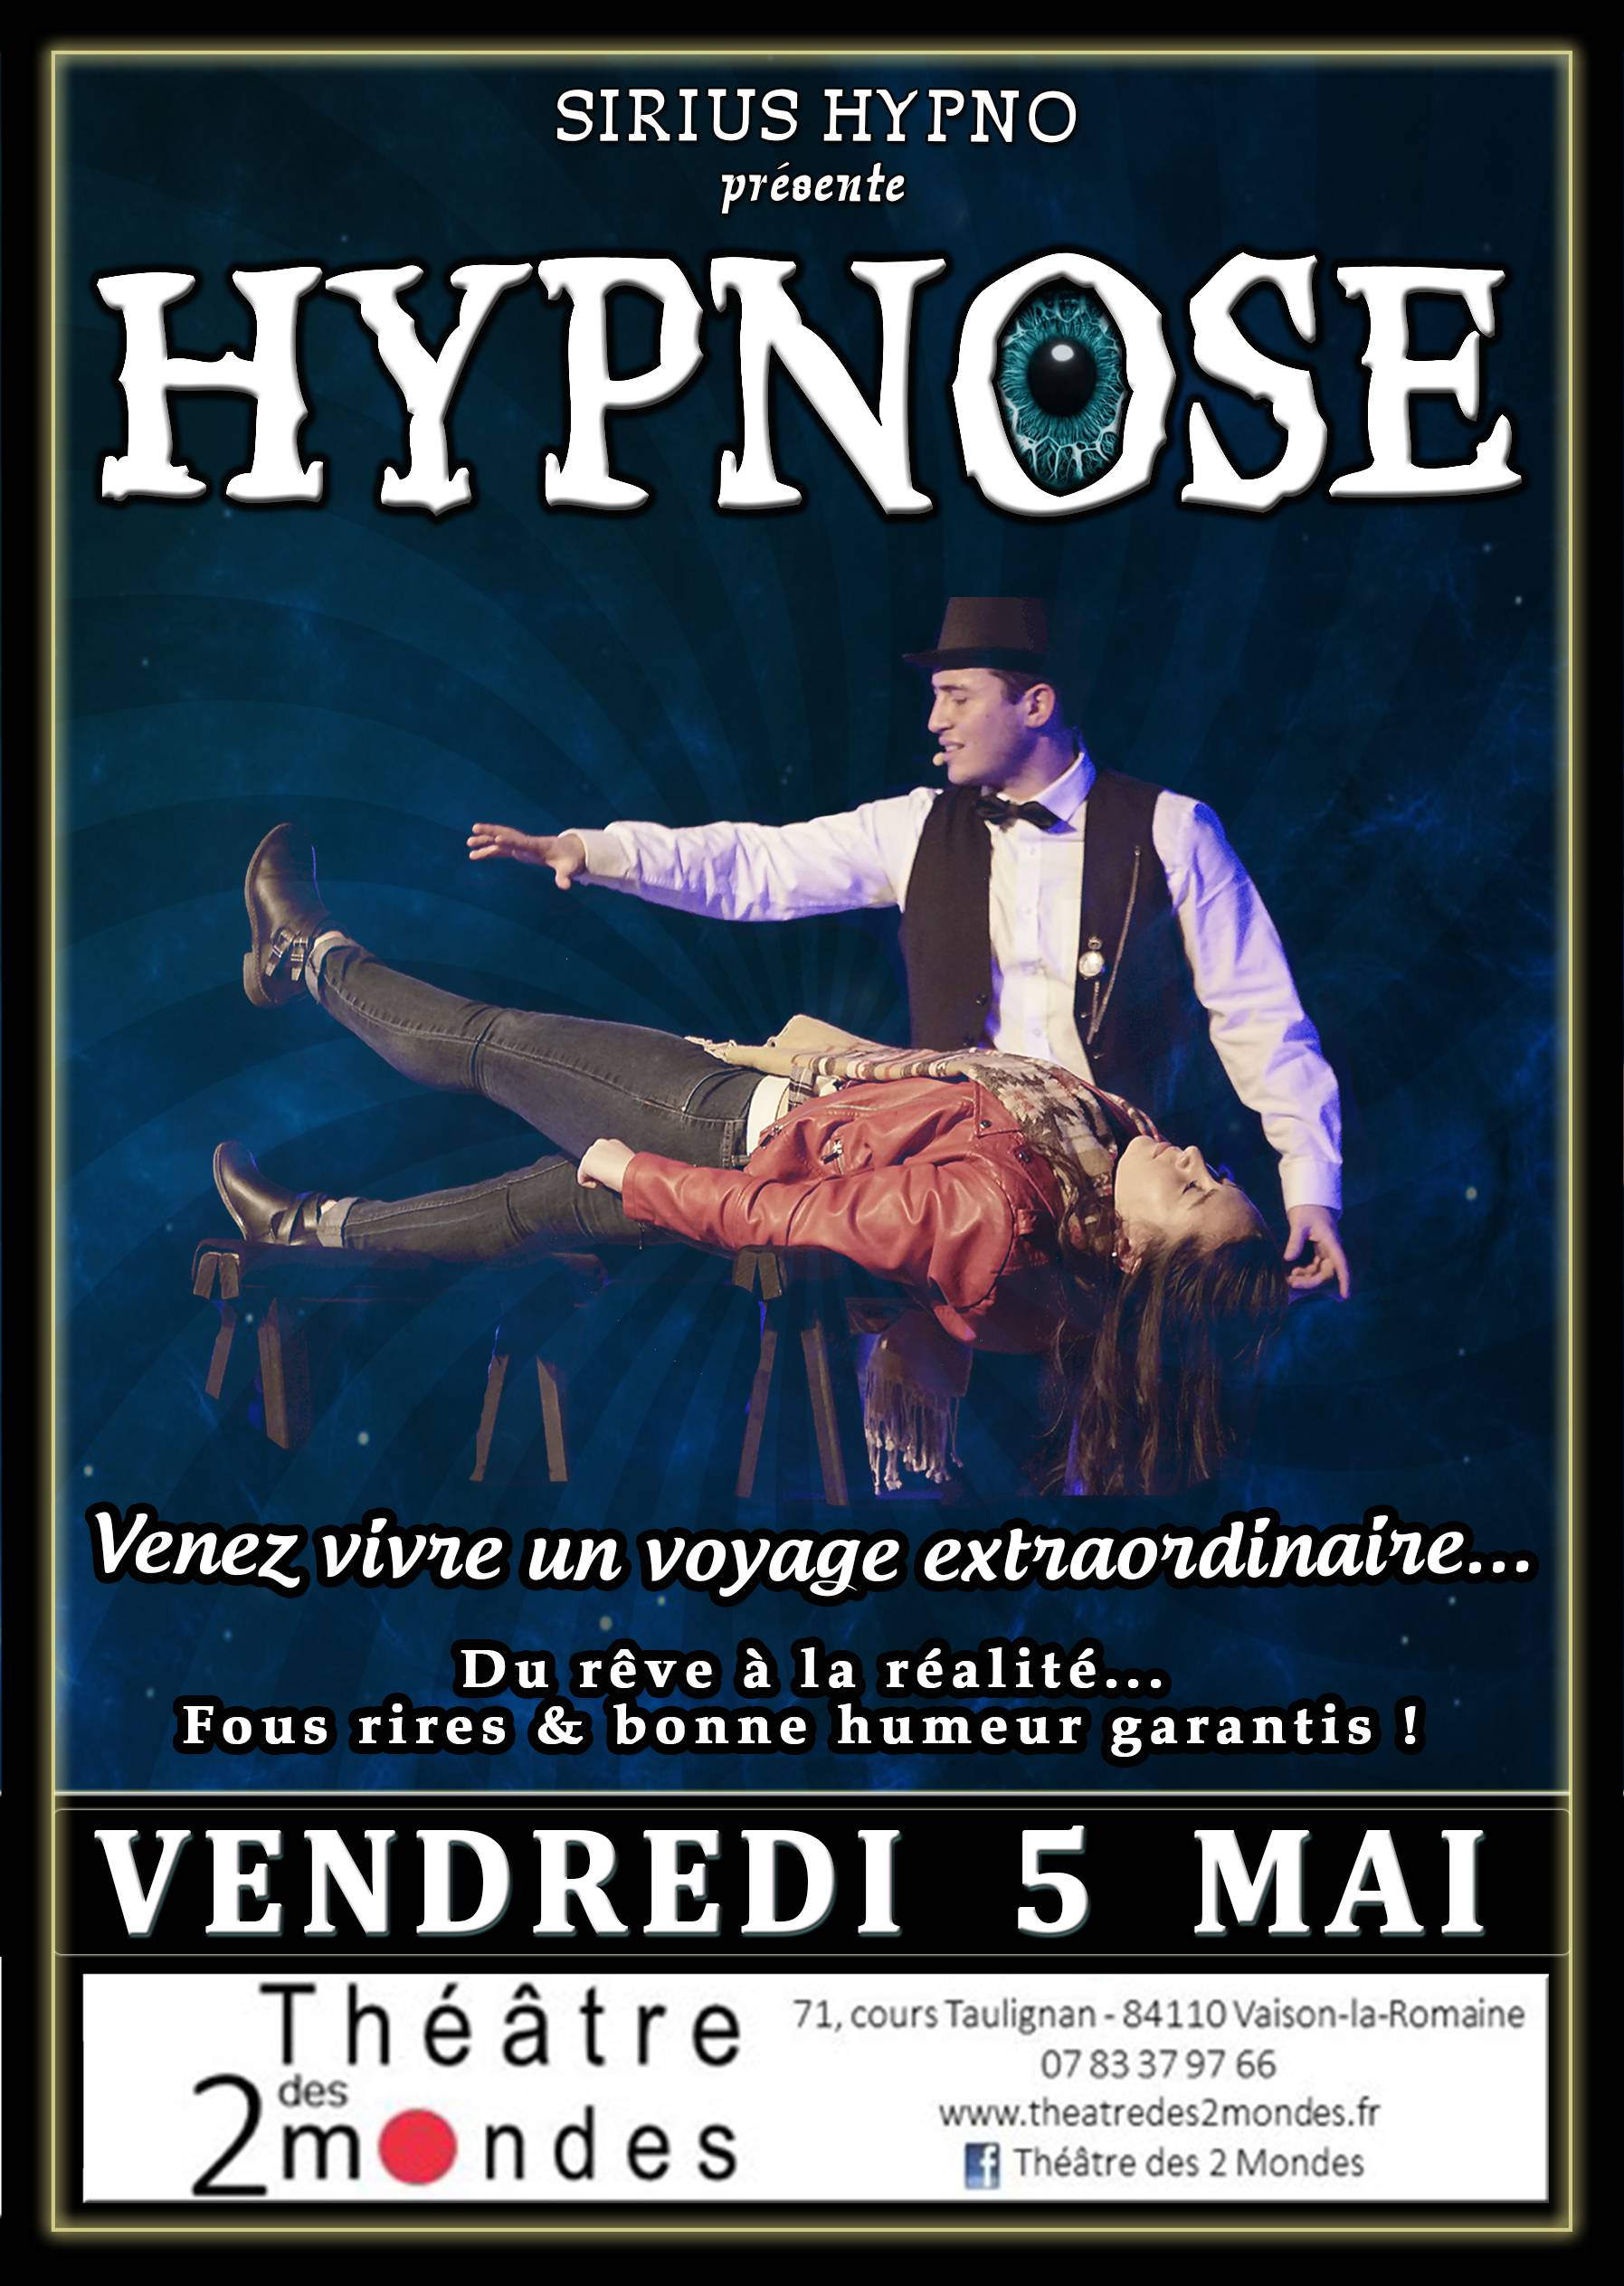 SIRIUS HYPNO
présente
HYPNOSE
Venez vivre un voyage extraordinaire...
Du rêve à la réalité...
Fous rires & bonne humeur garantis !
VENDREDI 5 MAI
Théâtre
des
2 mondes
71, cours Taulignan - 84110 Vaison-la-Romaine
07 83 37 97 66
www.theatredes2mondes.fr
f Théâtre des 2 Mondes